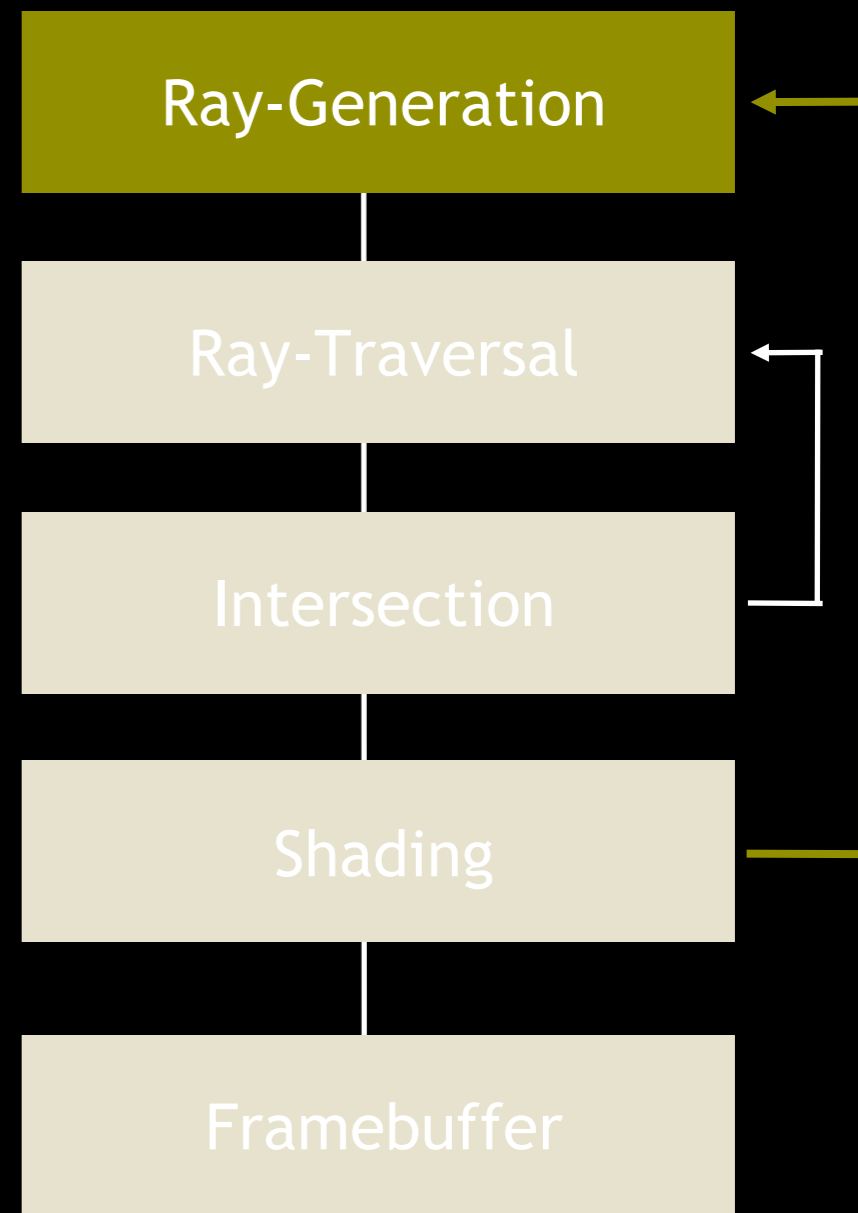 Ray-Generation
Ray-Traversal
Intersection
Shading
Framebuffer